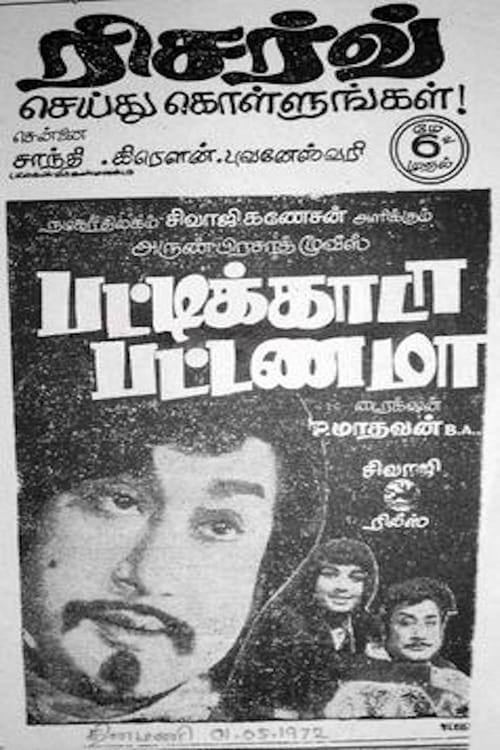 ரிசர்வ்
செய்து கொள்ளுங்கள்!
சென்னை
சாந்தி . கிரௌன் . புவனேஸ்வரி
மே
6
முதல்
நடிகர்திலகம் சிவாஜி கணேசன் அளிக்கும்
அருண் பிரசாத் மூவிஸ்
பட்டிக்காடா
பட்டணமா
டைரக்‌ஷன்
P. மாதவன் B.A..
சிவாஜி
ரிலீஸ்
தினமணி 01-05-1972